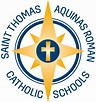 SAINT THOMAS AQUINAS ROMAN
CATHOLIC SCHOOLS